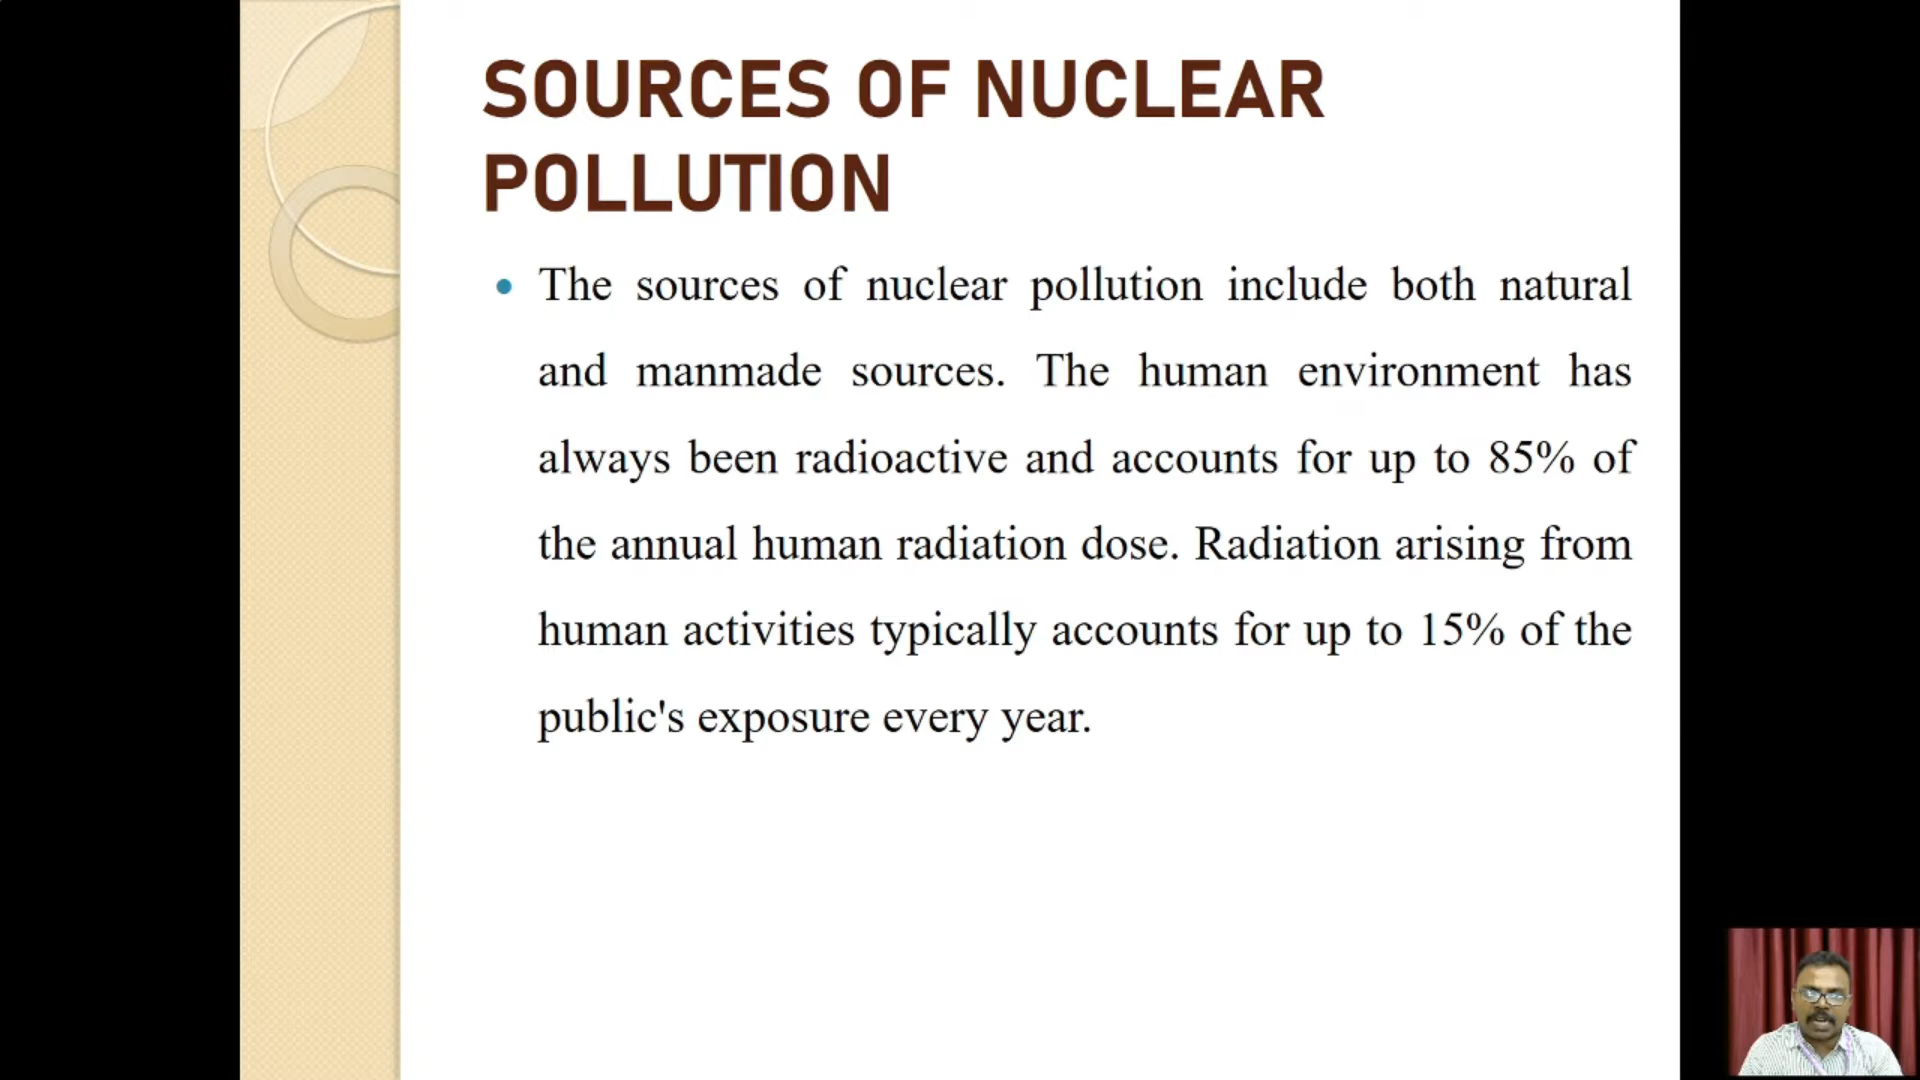 SOURCES OF NUCLEAR
POLLUTION
• The sources of nuclear pollution include both natural
and manmade sources. The human environment has
always been radioactive and accounts for up to 85% of
the annual human radiation dose. Radiation arising from
human activities typically accounts for up to 15% of the
public's exposure every year.